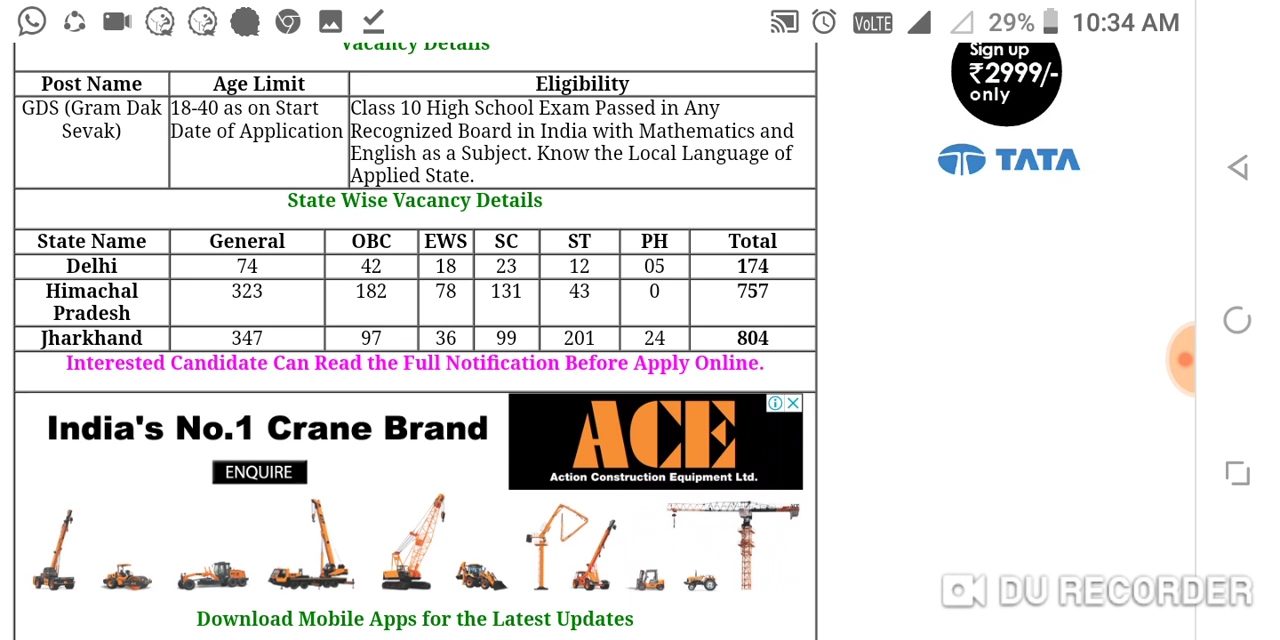 VoLTE 29% 10:34 AM
Vacancy Details
Post Name Age Limit Eligibility
GDS (Gram Dak
Sevak)
18-40 as on Start
Date of Application
Class 10 High School Exam Passed in Any
Recognized Board in India with Mathematics and
English as a Subject. Know the Local Language of
Applied State.
State Wise Vacancy Details
State Name General OBC EWS SC ST PH Total
Delhi 74 42 18 23 12 05 174
Himachal
Pradesh 323 182 78 131 43 0 757
Jharkhand 347 97 36 99 201 24 804
Interested Candidate Can Read the Full Notification Before Apply Online.
India's No.1 Crane Brand
ENQUIRE
ACE
Action Construction Equipment Ltd.
Download Mobile Apps for the Latest Updates
Sign up
₹2999/-
only
TATA
DU RECORDER